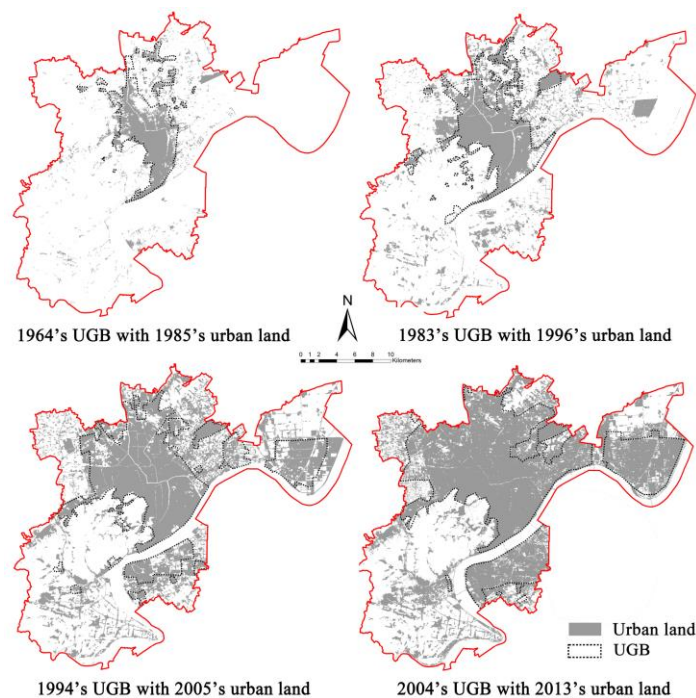 1964's UGB with 1985's urban land
N
1983's UGB with 1996's urban land
0 1 2 4 6 8 10
Kilometers
Urban land
UGB
1994's UGB with 2005's urban land
2004's UGB with 2013's urban land